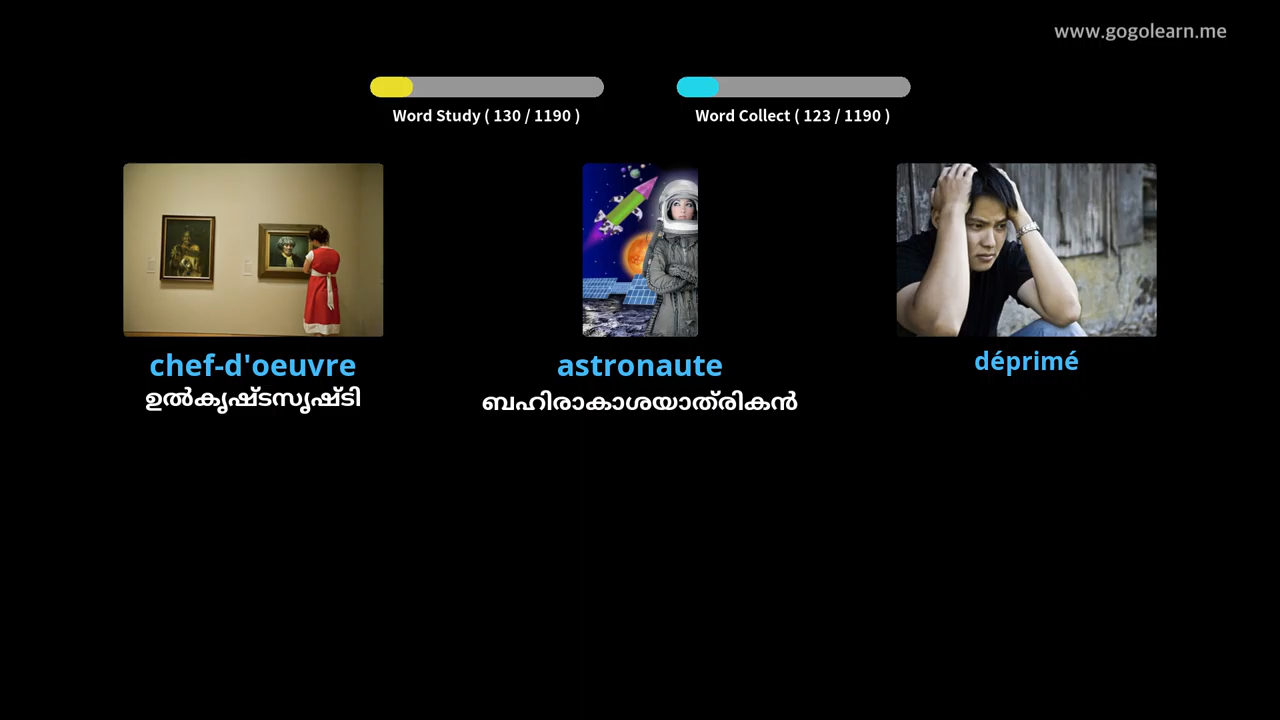 www.gogolearn.me
Word Study ( 130 / 1190 )
Word Collect ( 123 / 1190 )
chef-d'oeuvre
ഉൽകൃഷ്ടസൃഷ്ടി
astronaute
ബഹിരാകാശയാത്രികൻ
déprimé